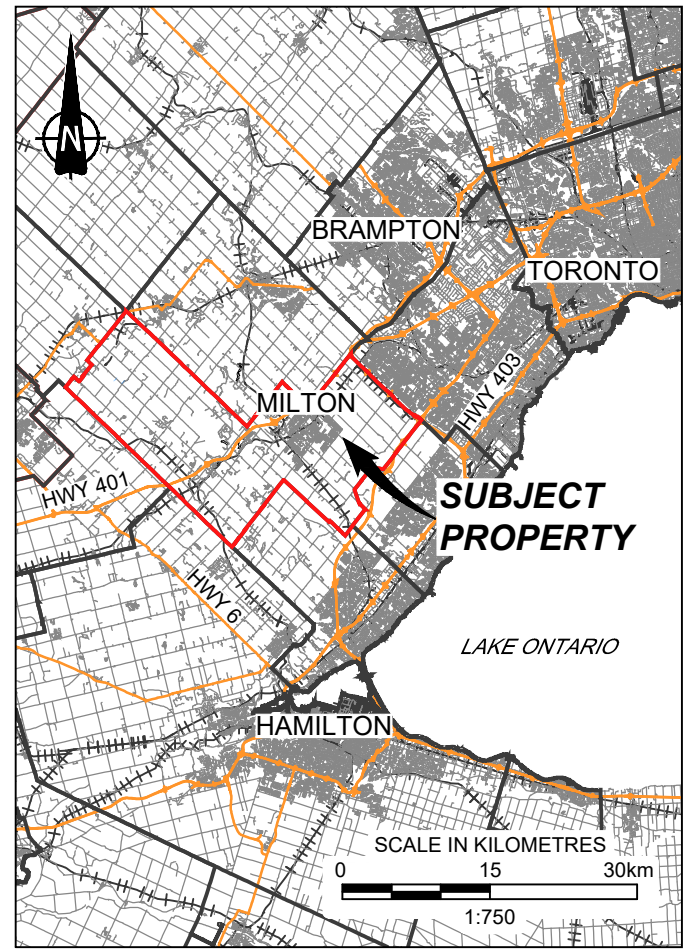 N
BRAMPTON
TORONTO
MILTON
HWY 403
HWY 401
SUBJECT
PROPERTY
HWY 6
LAKE ONTARIO
HAMILTON
SCALE IN KILOMETRES
0 15 30km
1:750